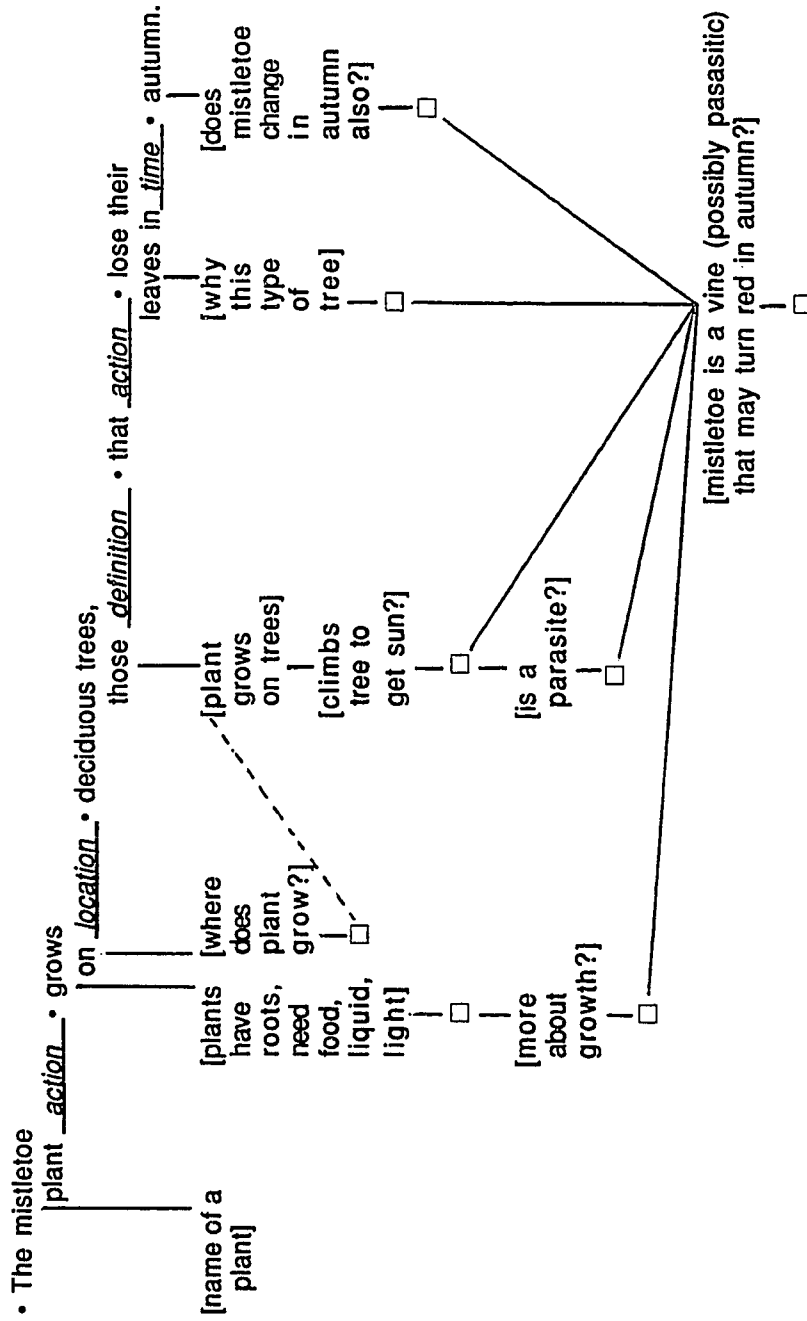 • The mistletoe
plant action • grows
on location • deciduous trees,
those definition • that action • lose their
leaves in time • autumn.
[name of a
plant]
[plants
have
roots,
need
food,
liquid,
light]
[more
about
growth?]
[where
does
plant
grow?]
[plant
grows
on trees]
[climbs
tree to
get sun?]
[is a
parasite?]
[why
this
type
of
tree]
[does
mistletoe
change
in
autumn
also?]
[mistletoe is a vine (possibly pasasitic)
that may turn red in autumn?]